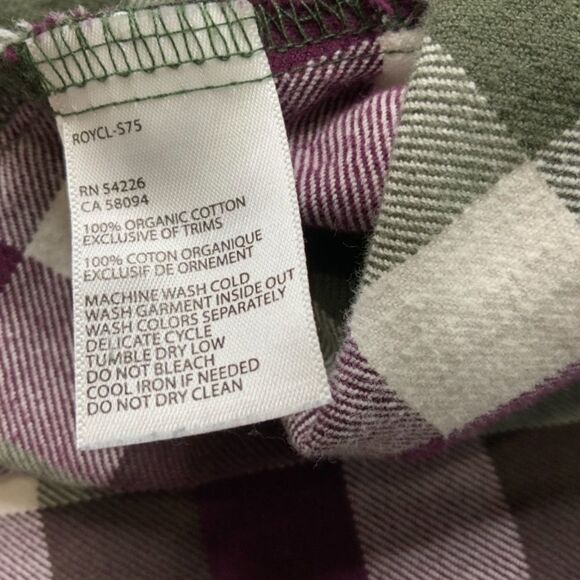 ROYCL-S75
RN 54226
CA 58094
100% ORGANIC COTTON
EXCLUSIVE OF TRIMS
100% COTON ORGANIQUE
EXCLUSIF DE ORNEMENT
MACHINE WASH COLD
WASH GARMENT INSIDE OUT
WASH COLORS SEPARATELY
DELICATE CYCLE
TUMBLE DRY LOW
DO NOT BLEACH
COOL IRON IF NEEDED
DO NOT DRY CLEAN